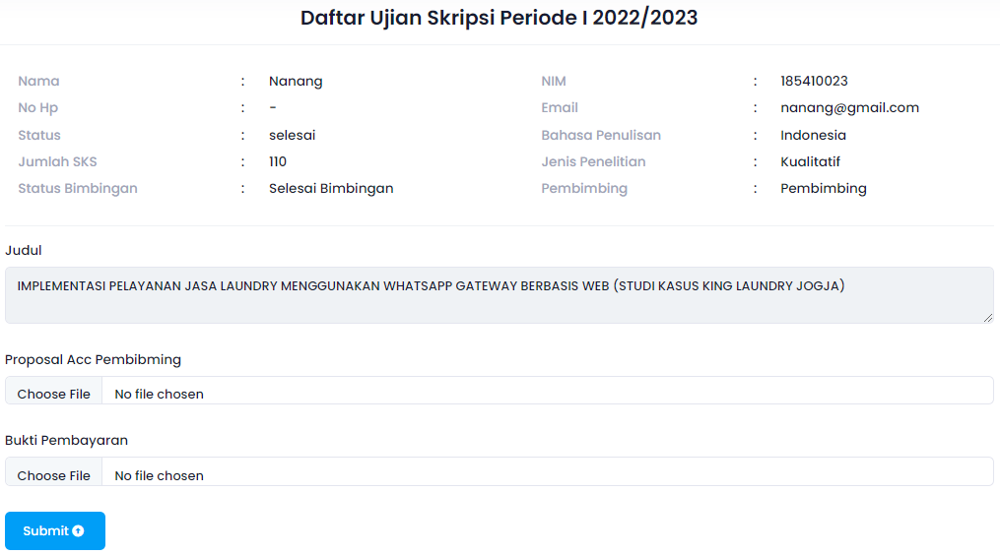 Daftar Ujian Skripsi Periode I 2022/2023
Nama : Nanang NIM : 185410023
No Hp : - Email : nanang@gmail.com
Status : selesai Bahasa Penulisan : Indonesia
Jumlah SKS : 110 Jenis Penelitian : Kualitatif
Status Bimbingan : Selesai Bimbingan Pembimbing : Pembimbing
Judul
IMPLEMENTASI PELAYANAN JASA LAUNDRY MENGGUNAKAN WHATSAPP GATEWAY BERBASIS WEB (STUDI KASUS KING LAUNDRY JOGJA)
Proposal Acc Pembibming
Choose File No file chosen
Bukti Pembayaran
Choose File No file chosen
Submit